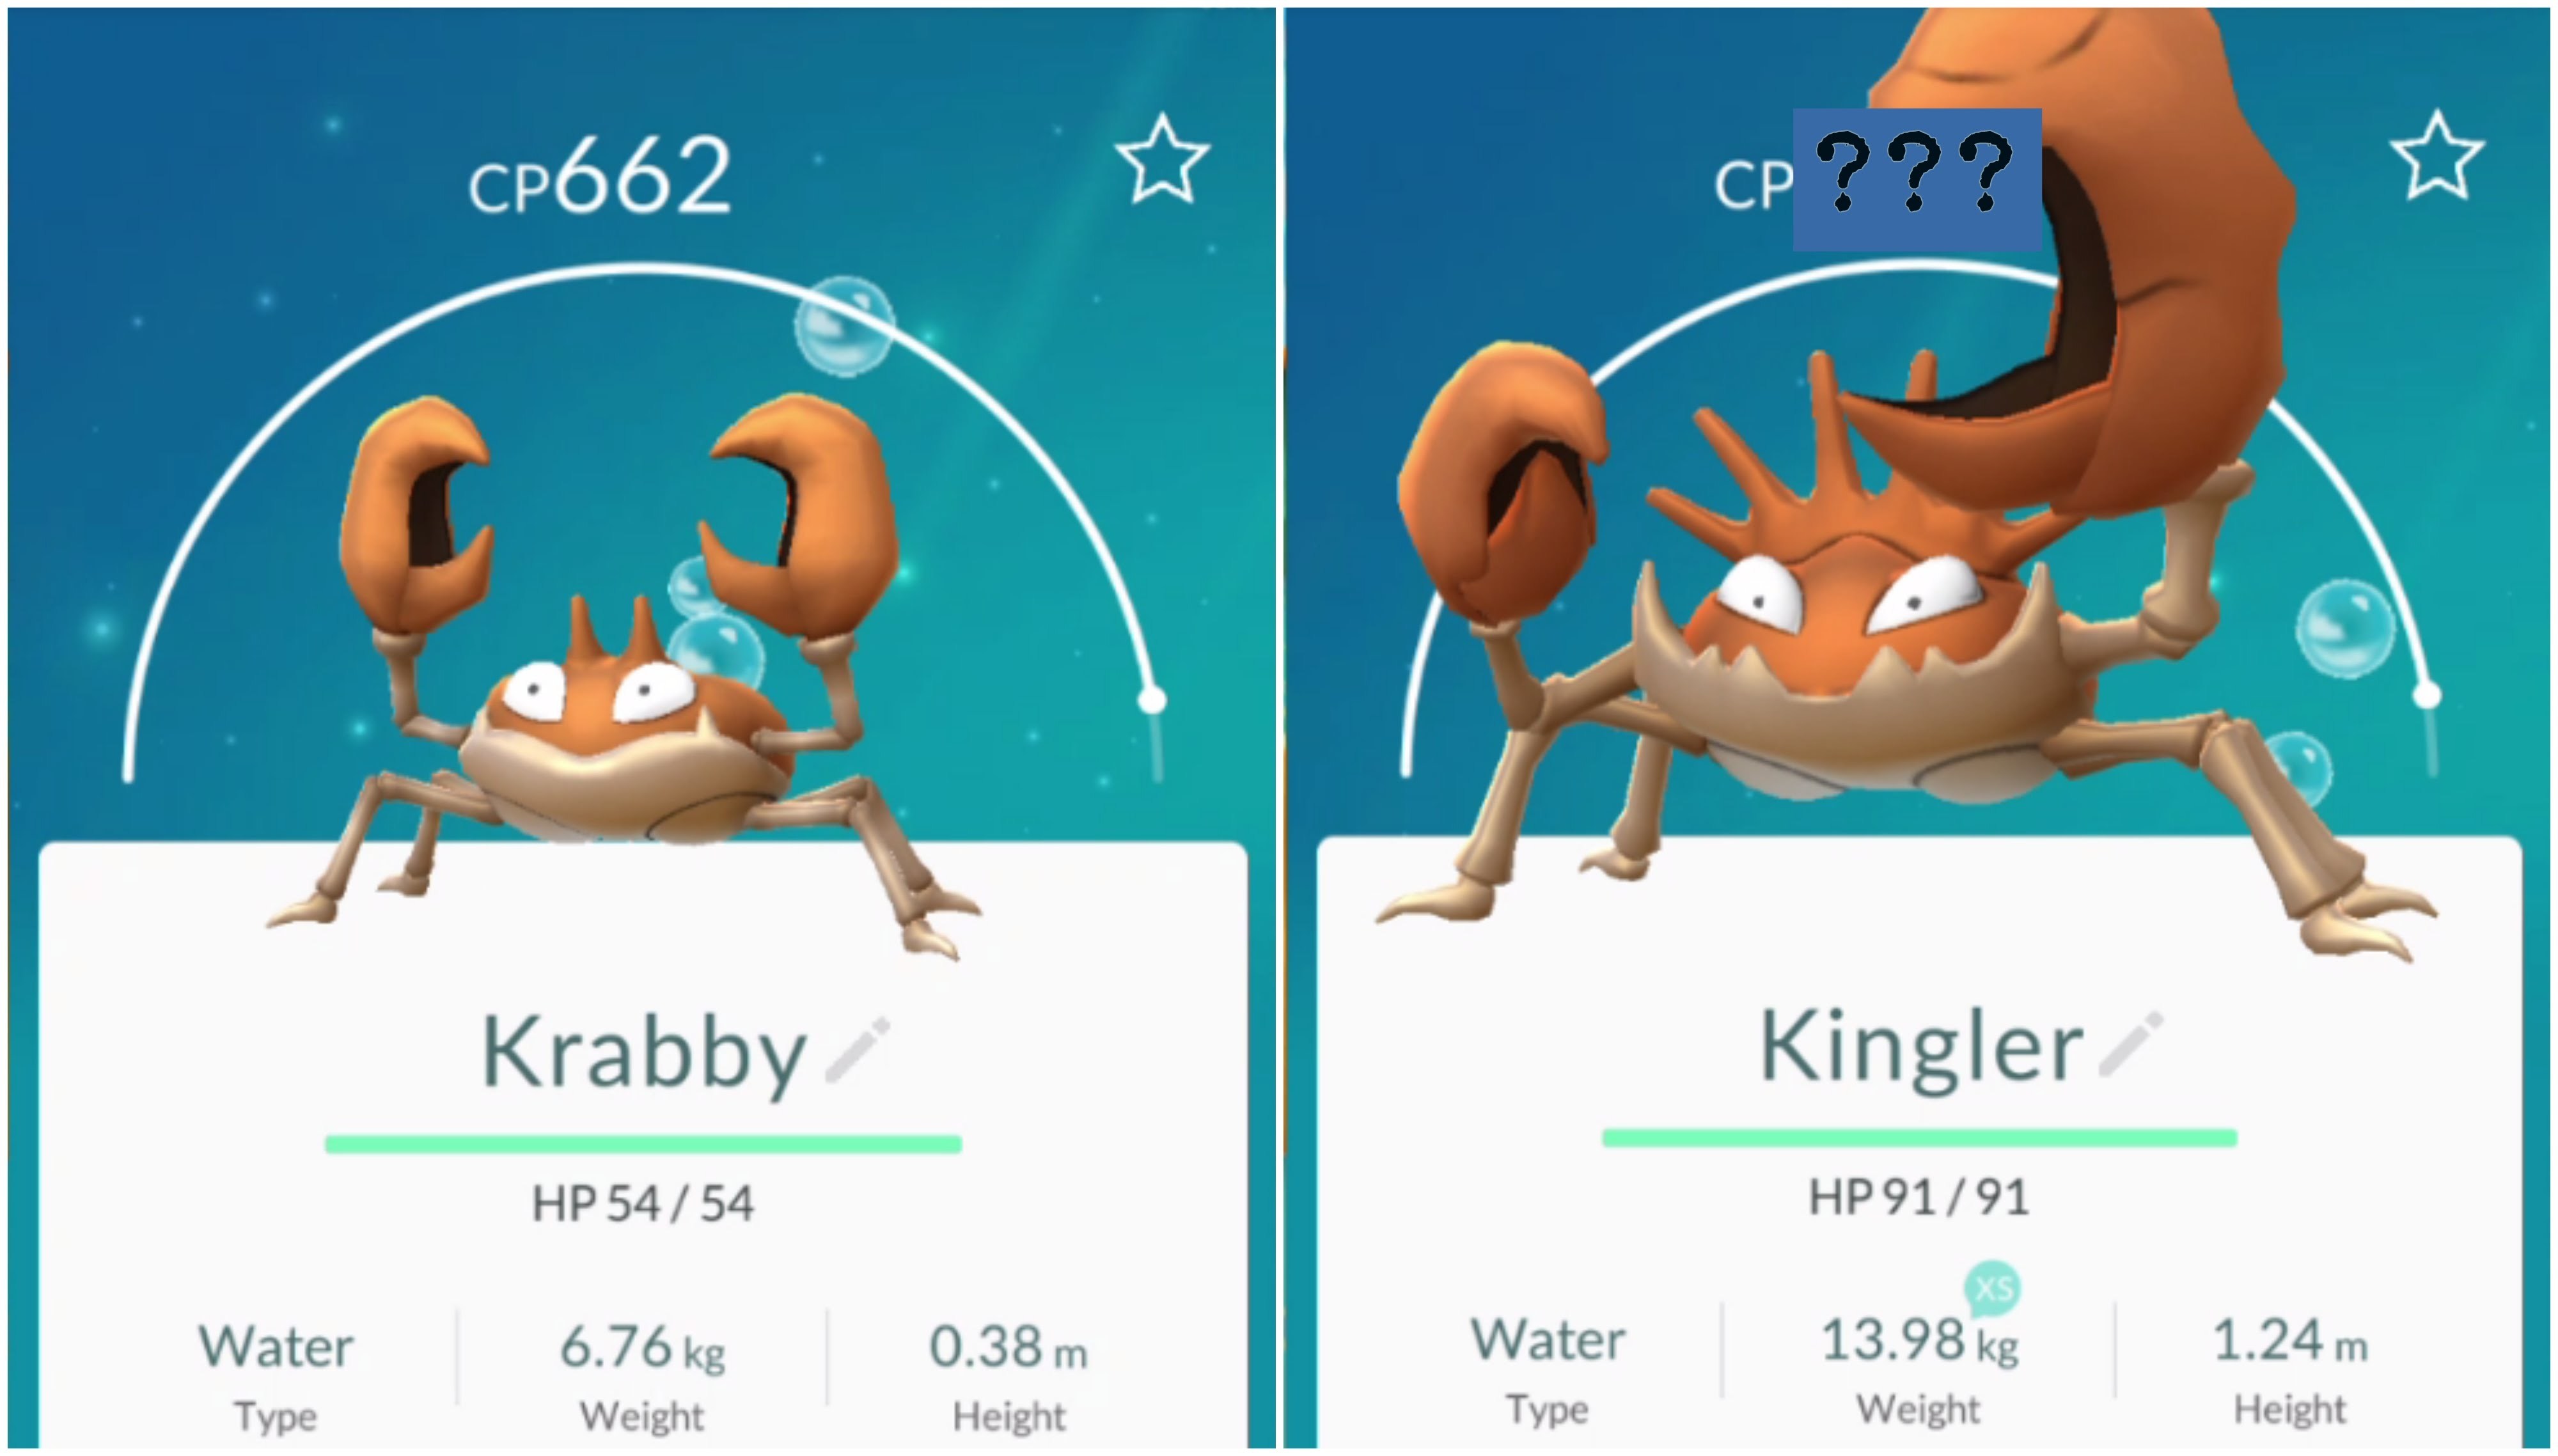 CP662
Krabby
HP 54 / 54
Water
6.76 kg
0.38 m
Type
Weight
Height
CP ???
Kingler
HP 91 / 91
XS
Water
13.98 kg
1.24 m
Type
Weight
Height